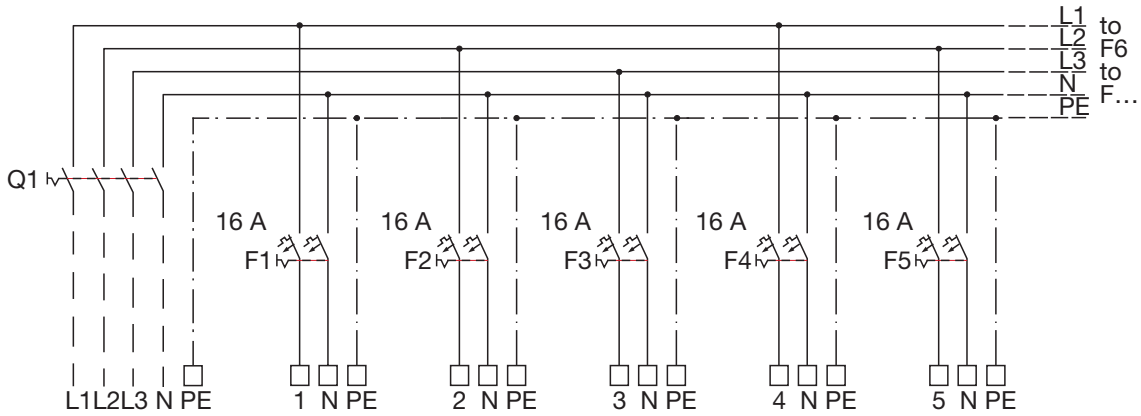 L1 to
L2 F6
L3 to
N F...
PE
Q1
16 A 16 A 16 A 16 A 16 A
F1 F2 F3 F4 F5
L1 L2 L3 N PE 1 N PE 2 N PE 3 N PE 4 N PE 5 N PE